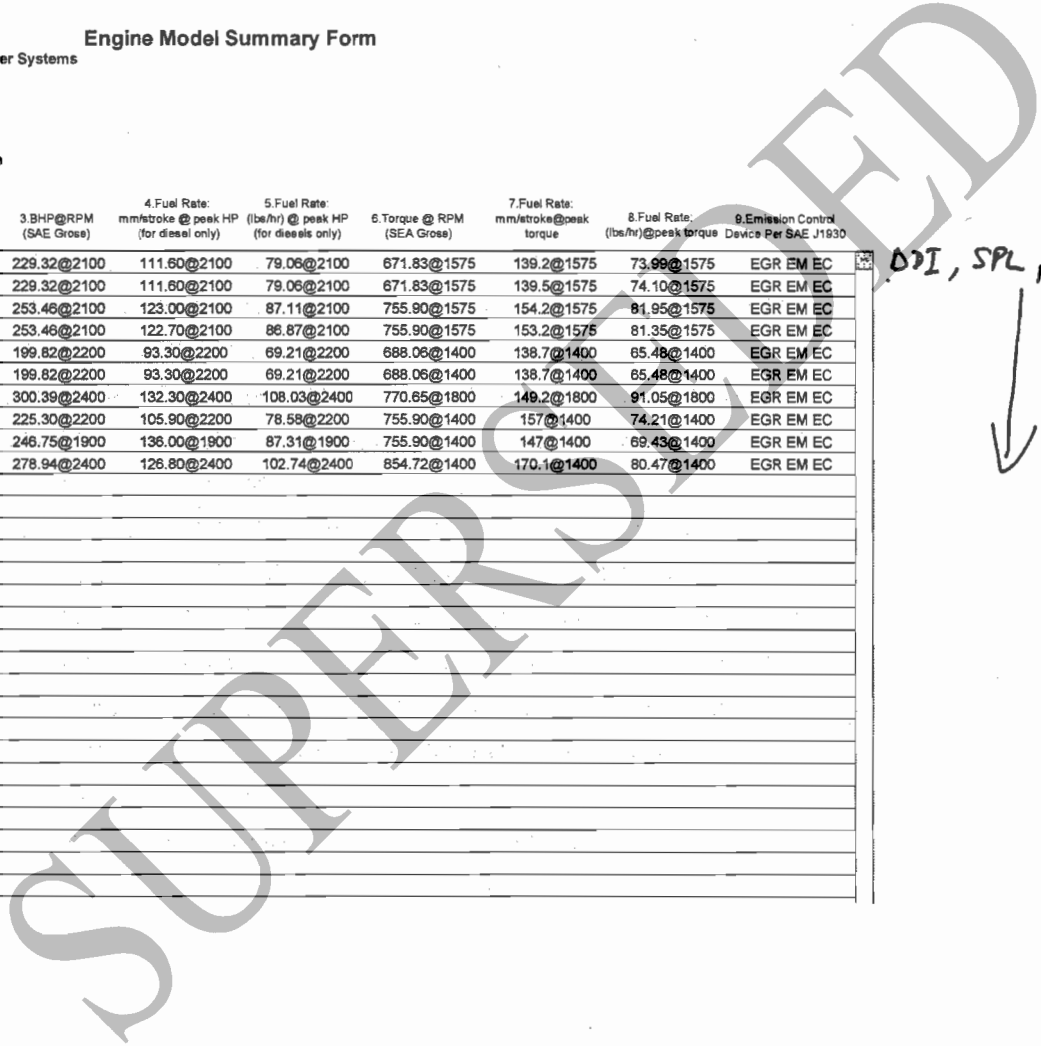 Engine Model Summary Form
er Systems
3.BHP@RPM (SAE Gross) 4.Fuel Rate: mm/stroke @ peak HP (for diesel only) 5.Fuel Rate: (lbs/hr) @ peak HP (for diesels only) 6.Torque @ RPM (SEA Gross) 7.Fuel Rate: mm/stroke@peak torque 8.Fuel Rate: (lbs/hr)@peak torque 9.Emission Control Device Per SAE J1930
229.32@2100 111.60@2100 79.06@2100 671.83@1575 139.2@1575 73.99@1575 EGR EM EC DDI, SPL,
229.32@2100 111.60@2100 79.06@2100 671.83@1575 139.5@1575 74.10@1575 EGR EM EC
253.46@2100 123.00@2100 87.11@2100 755.90@1575 154.2@1575 81.95@1575 EGR EM EC
253.46@2100 122.70@2100 86.87@2100 755.90@1575 153.2@1575 81.35@1575 EGR EM EC
199.82@2200 93.30@2200 69.21@2200 688.06@1400 138.7@1400 65.48@1400 EGR EM EC
199.82@2200 93.30@2200 69.21@2200 688.06@1400 138.7@1400 65.48@1400 EGR EM EC
300.39@2400 132.30@2400 108.03@2400 770.65@1800 149.2@1800 91.05@1800 EGR EM EC
225.30@2200 105.90@2200 78.58@2200 755.90@1400 157@1400 74.21@1400 EGR EM EC
246.75@1900 136.00@1900 87.31@1900 755.90@1400 147@1400 69.43@1400 EGR EM EC
278.94@2400 126.80@2400 102.74@2400 854.72@1400 170.1@1400 80.47@1400 EGR EM EC
SUPERSEDED